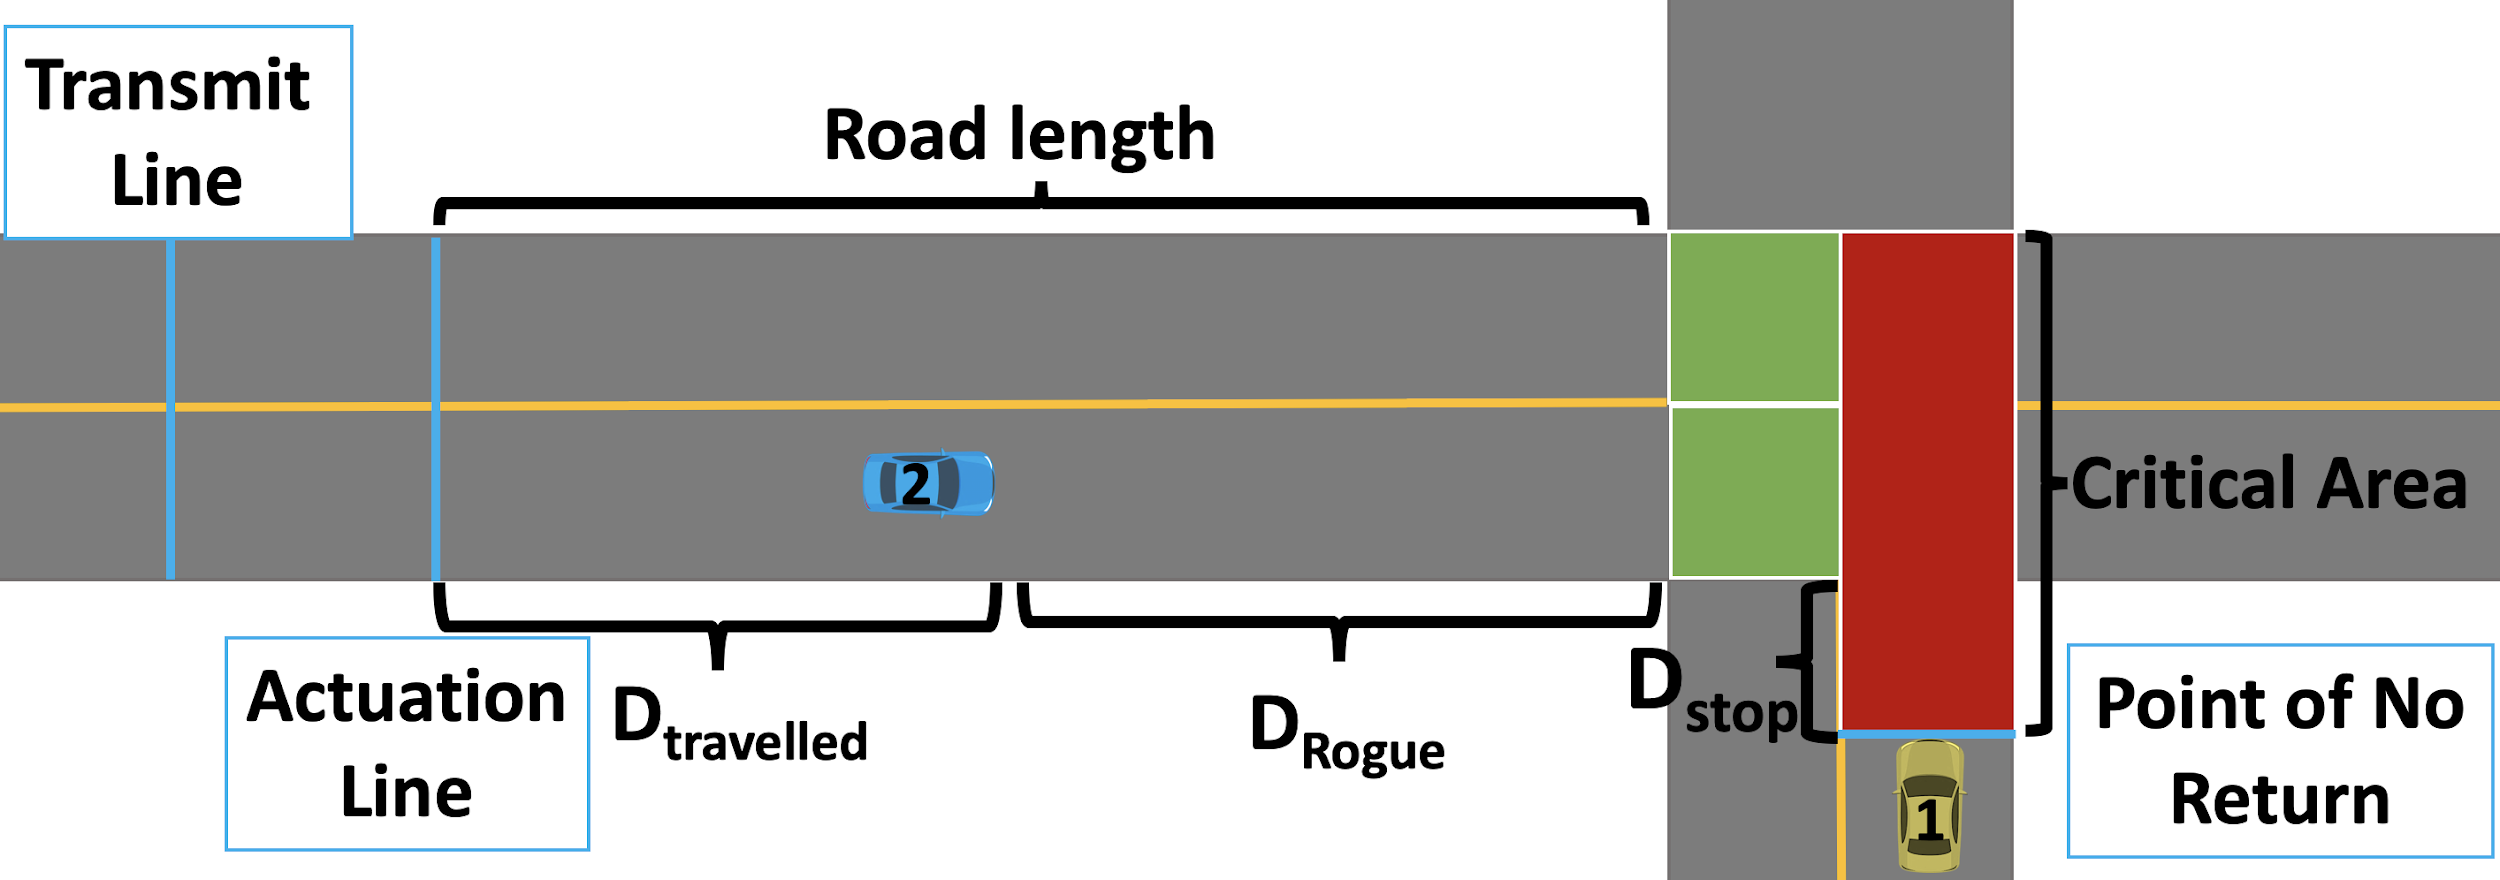 Transmit
Line
Road length
2
Critical Area
Actuation
Line
Dtravelled
DRogue
Dstop
Point of No
Return
1